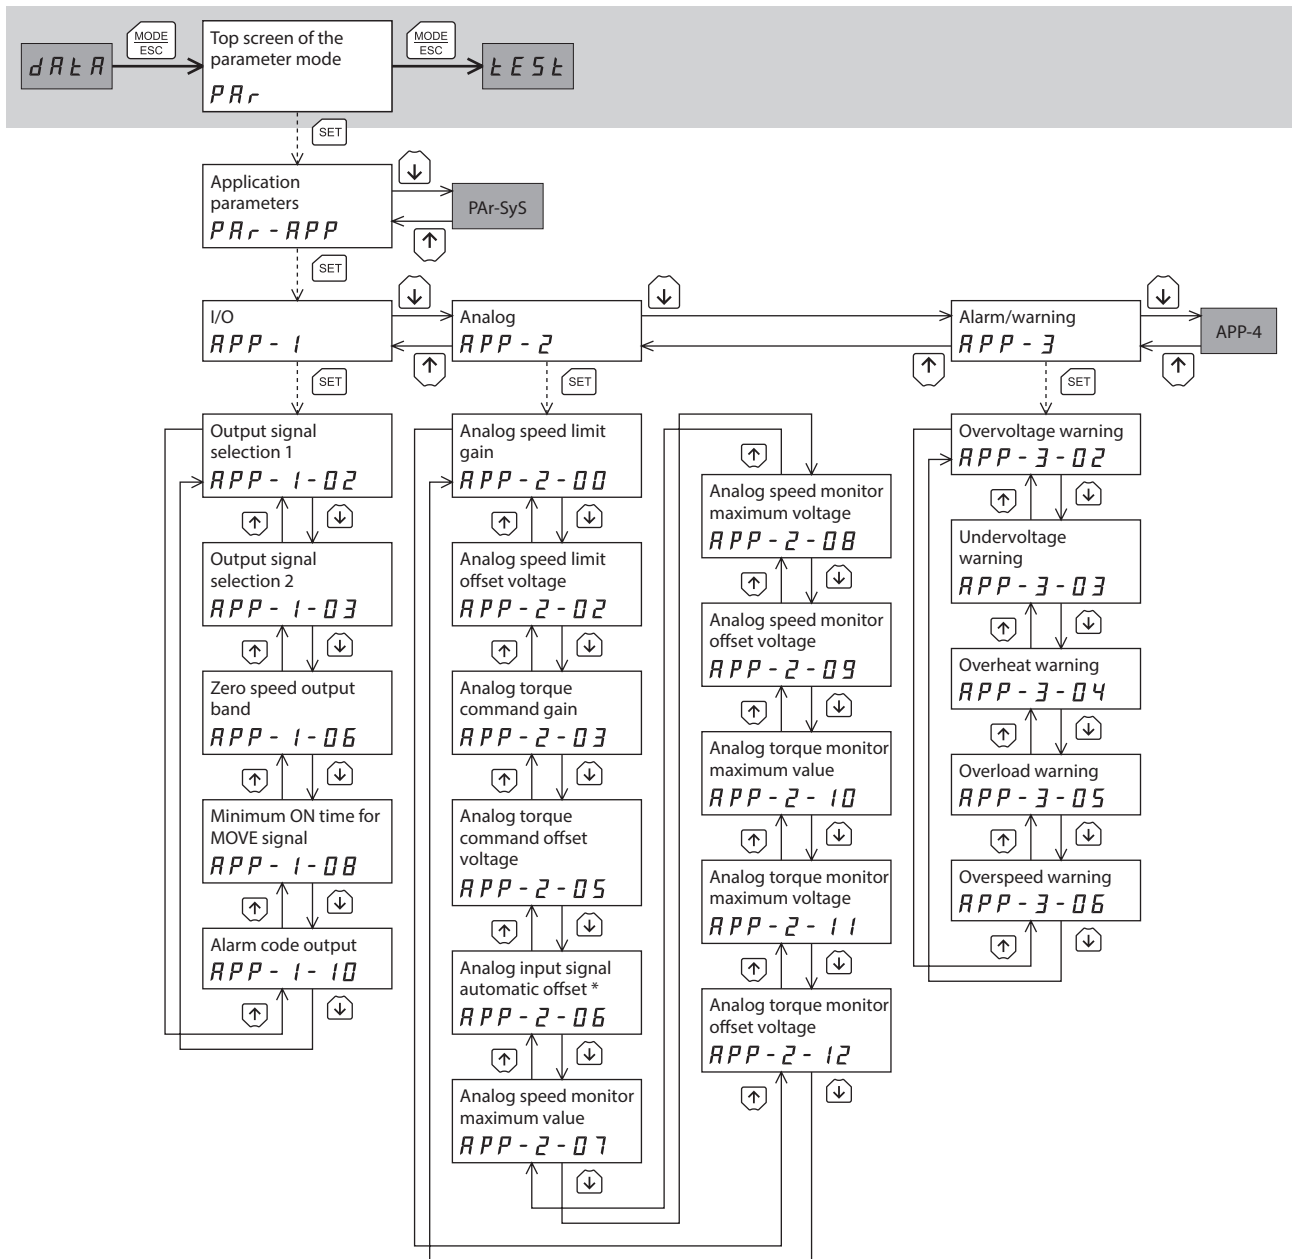 dAtA
MODE
ESC
Top screen of the
parameter mode
PAr
MODE
ESC
tESt
SET
Application
parameters
PAr-APP
PAr-SyS
SET
I/O
APP-1
Analog
APP-2
Alarm/warning
APP-3
APP-4
SET
SET
SET
Output signal
selection 1
APP-1-02
Output signal
selection 2
APP-1-03
Zero speed output
band
APP-1-06
Minimum ON time for
MOVE signal
APP-1-08
Alarm code output
APP-1-10
Analog speed limit
gain
APP-2-00
Analog speed limit
offset voltage
APP-2-02
Analog torque
command gain
APP-2-03
Analog torque
command offset
voltage
APP-2-05
Analog input signal
automatic offset *
APP-2-06
Analog speed monitor
maximum value
APP-2-07
Analog speed monitor
maximum voltage
APP-2-08
Analog speed monitor
offset voltage
APP-2-09
Analog torque monitor
maximum value
APP-2-10
Analog torque monitor
maximum voltage
APP-2-11
Analog torque monitor
offset voltage
APP-2-12
Overvoltage warning
APP-3-02
Undervoltage
warning
APP-3-03
Overheat warning
APP-3-04
Overload warning
APP-3-05
Overspeed warning
APP-3-06